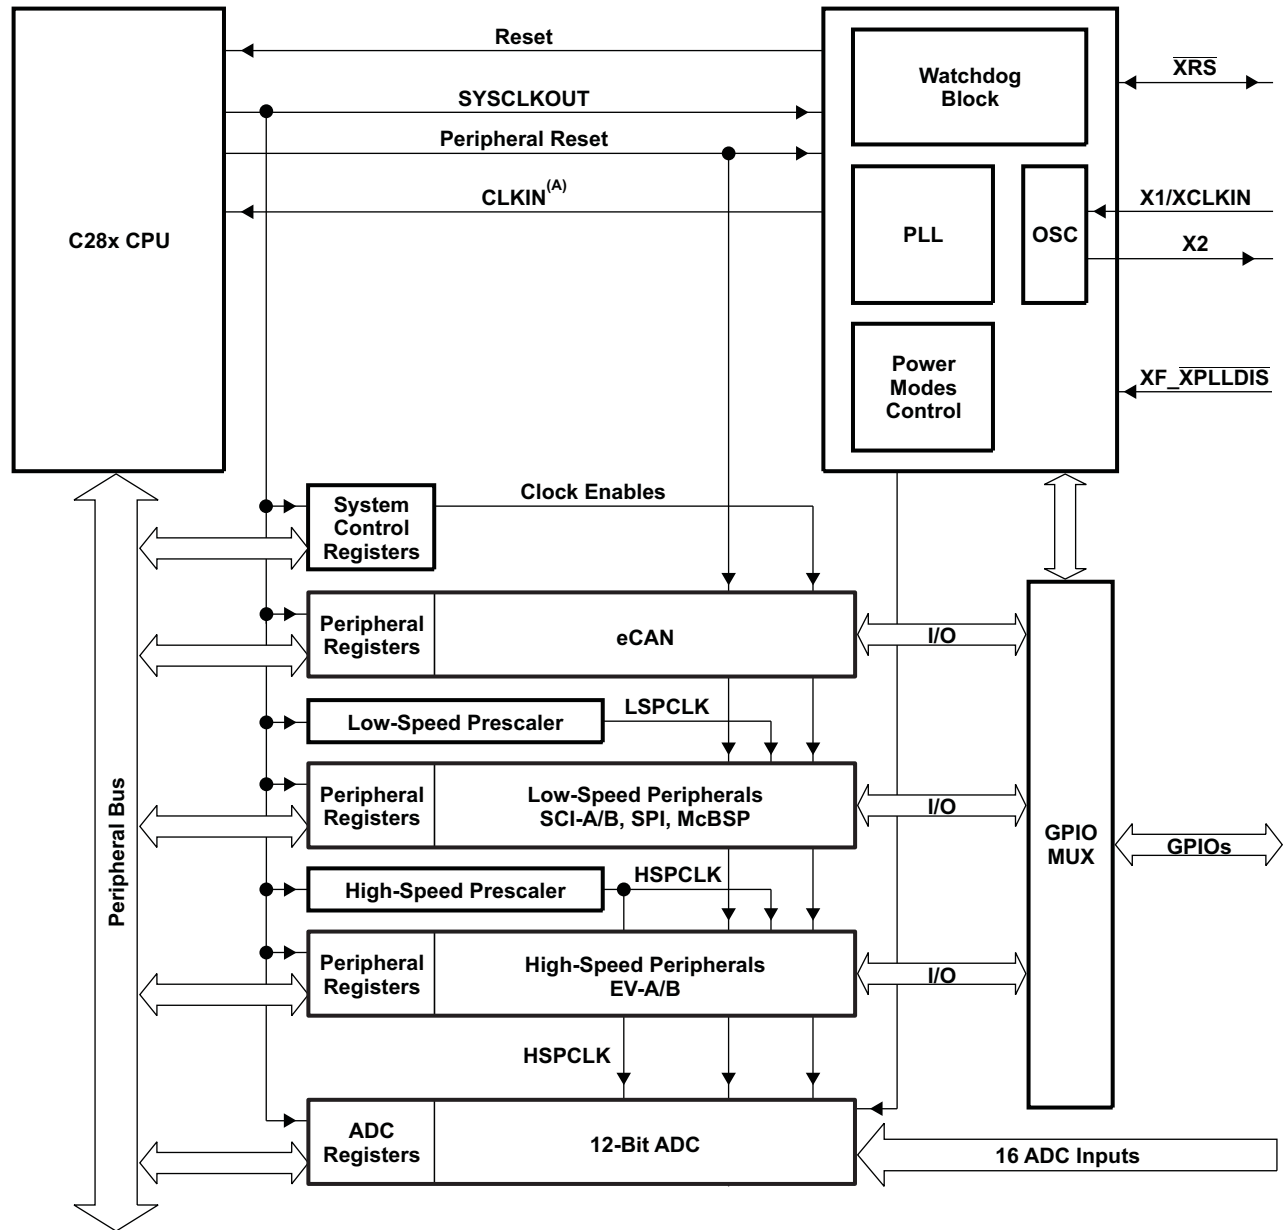 Reset
XRS
Watchdog
Block
SYSCLKOUT
Peripheral Reset
CLKIN(A)
X1/XCLKIN
C28x CPU
PLL
OSC
X2
Power
Modes
Control
XF_XPLLDIS
Clock Enables
System
Control
Registers
Peripheral
Registers
eCAN
I/O
LSPCLK
Low-Speed Prescaler
Peripheral Bus
Peripheral
Registers
Low-Speed Peripherals
SCI-A/B, SPI, McBSP
I/O
GPIO
MUX
GPIOs
HSPCLK
High-Speed Prescaler
Peripheral
Registers
High-Speed Peripherals
EV-A/B
I/O
HSPCLK
ADC
Registers
12-Bit ADC
16 ADC Inputs